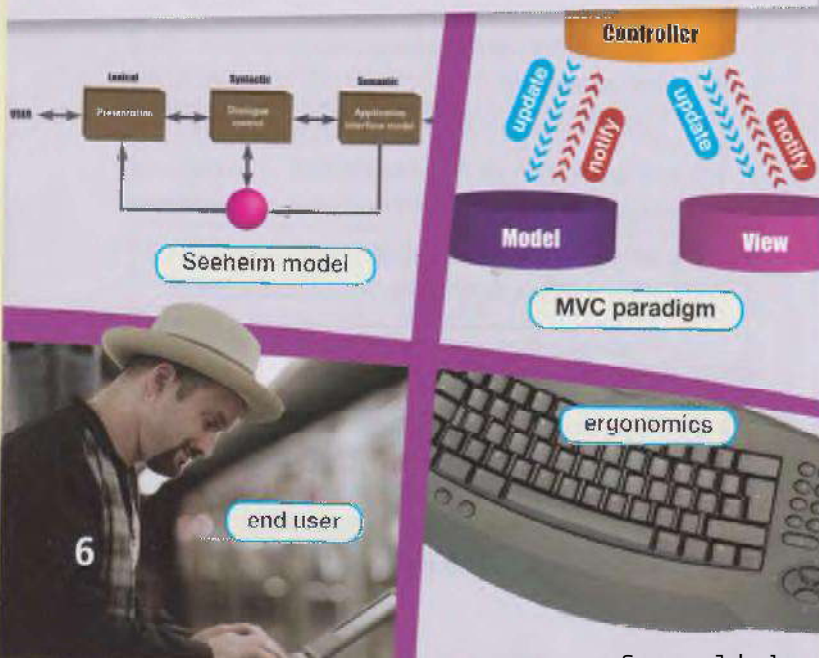 Lexical
Syntactic
Semantic
USER
Presentation
Dialogue control
Application interface model
Seeheim model
Controller
update
notify
update
notify
Model
View
MVC paradigm
end user
6
ergonomics